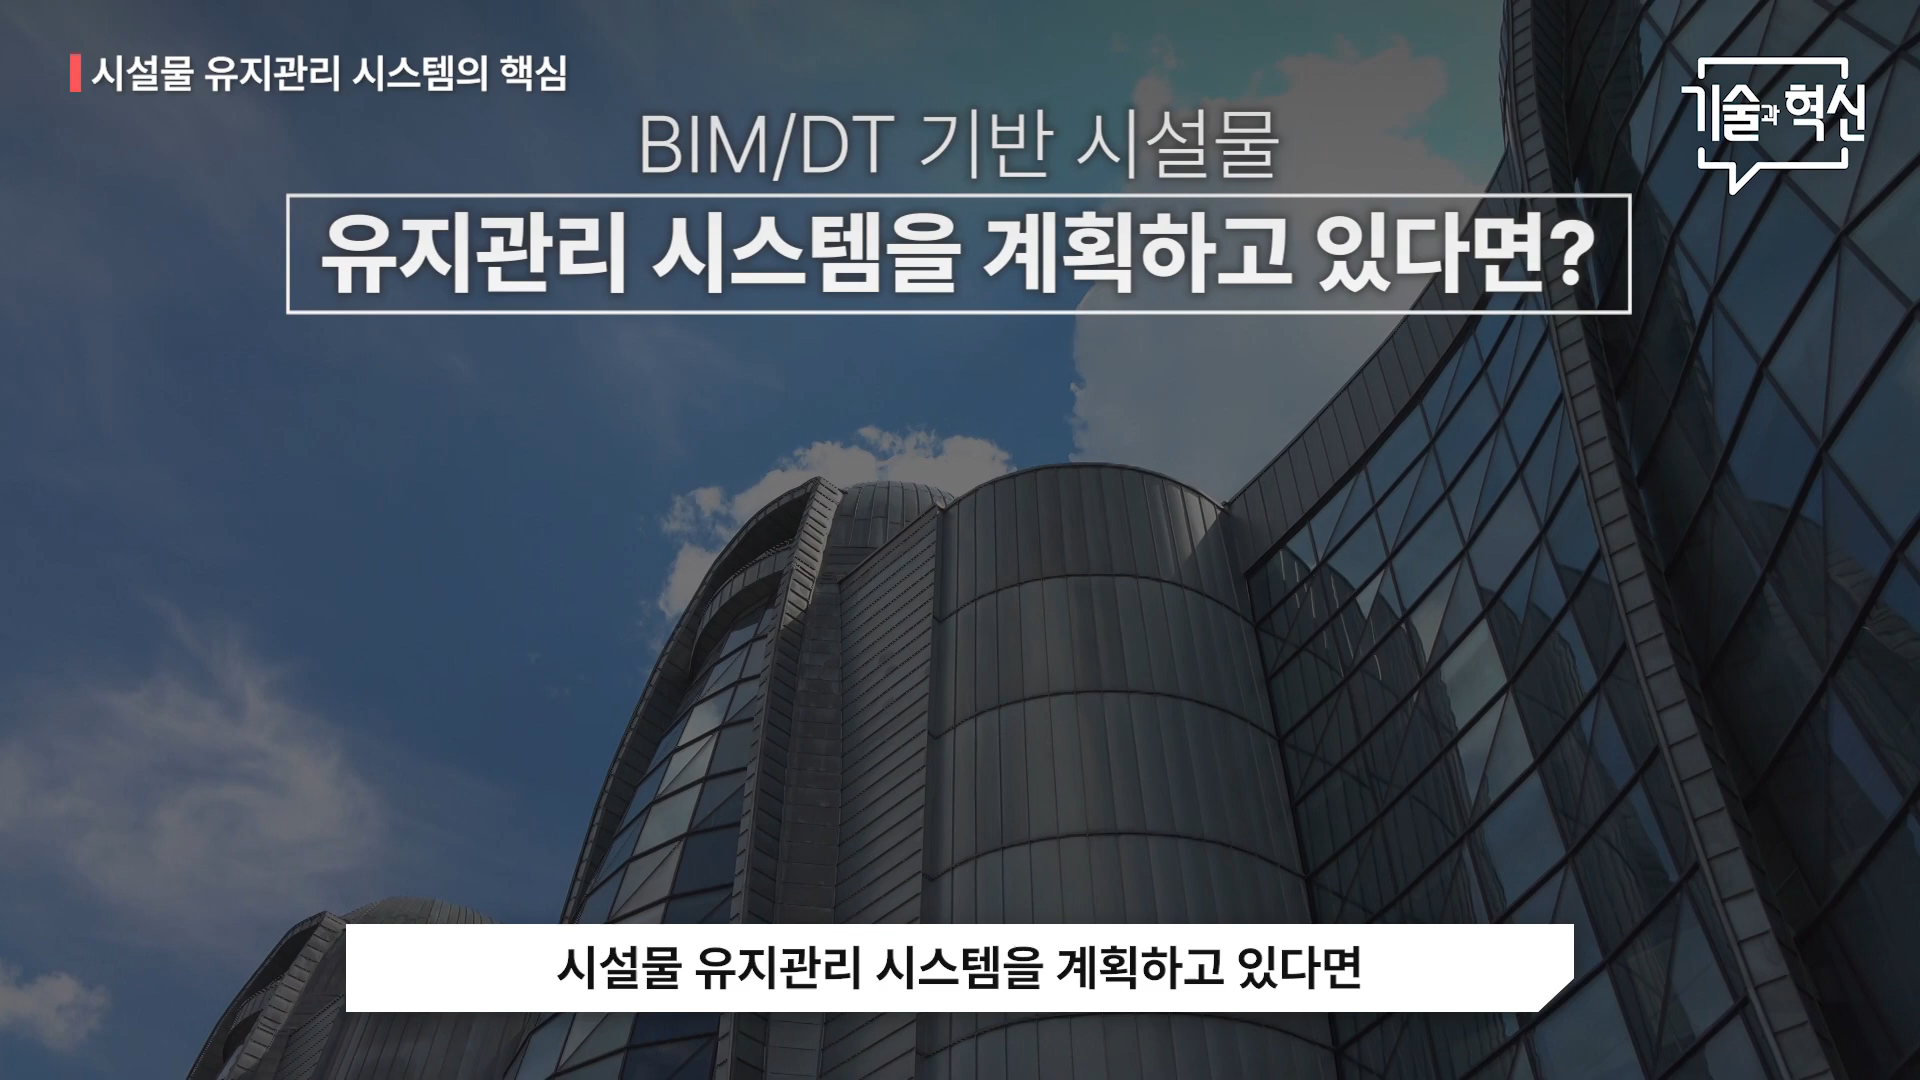 시설물 유지관리 시스템의 핵심
기술과 혁신
BIM/DT 기반 시설물
유지관리 시스템을 계획하고 있다면?
시설물 유지관리 시스템을 계획하고 있다면